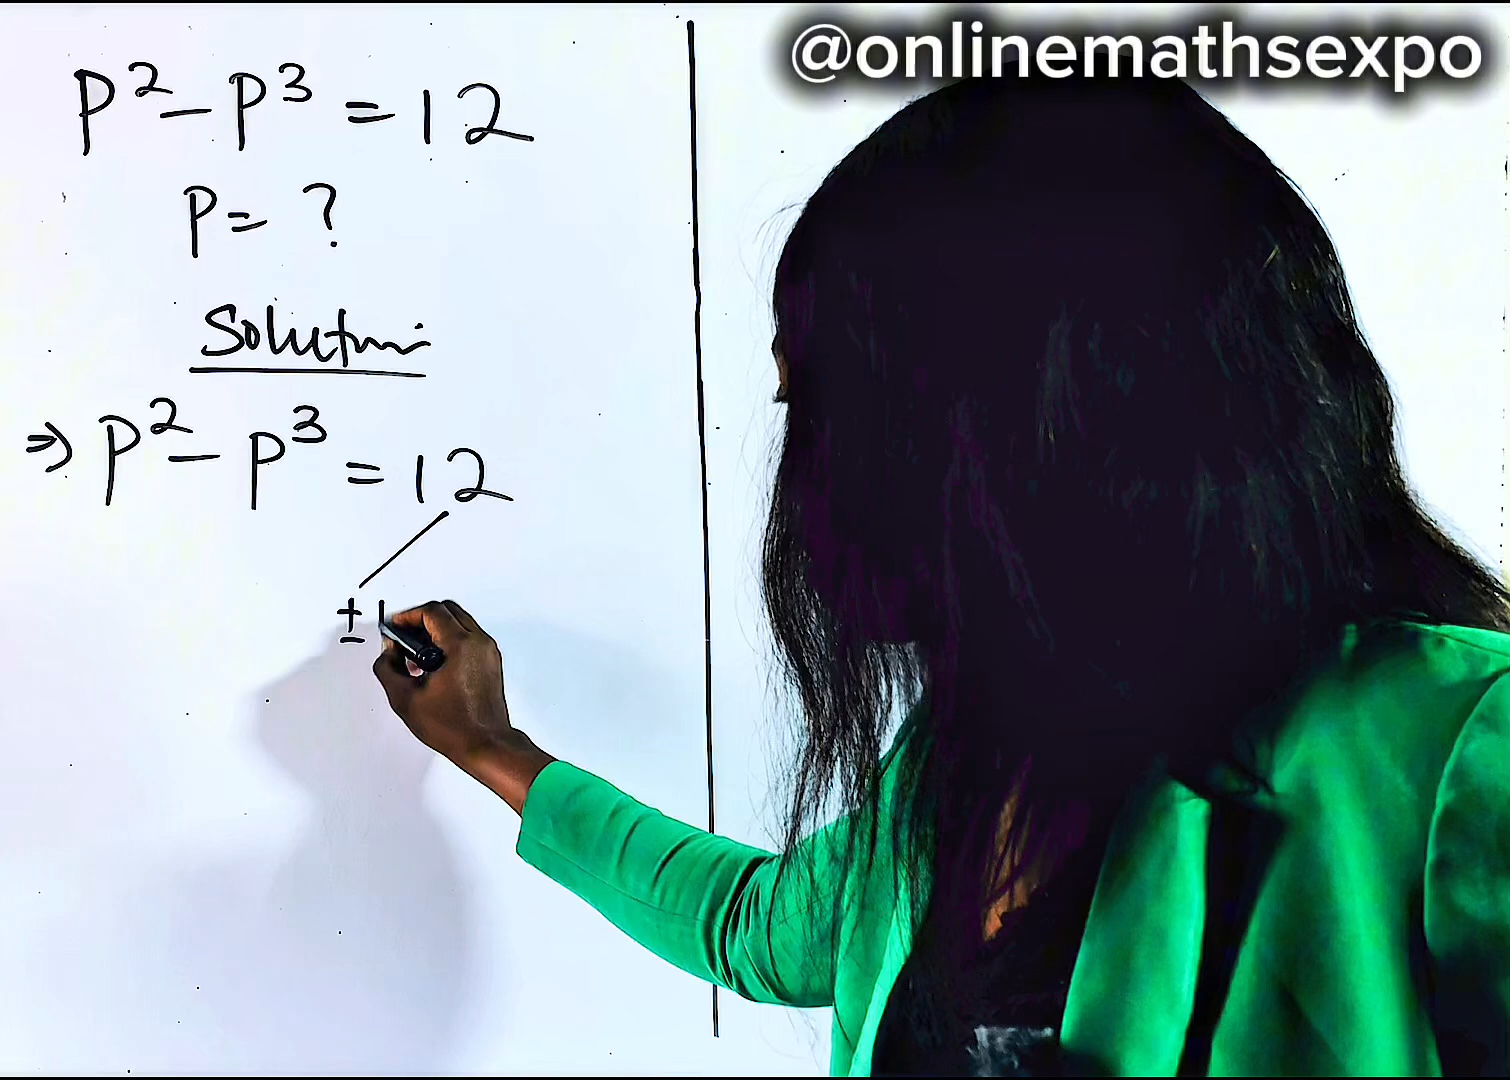 @onlinemathsexpo
P² - P³ = 12
P = ?
Solution
⇒ P² - P³ = 12
± 1